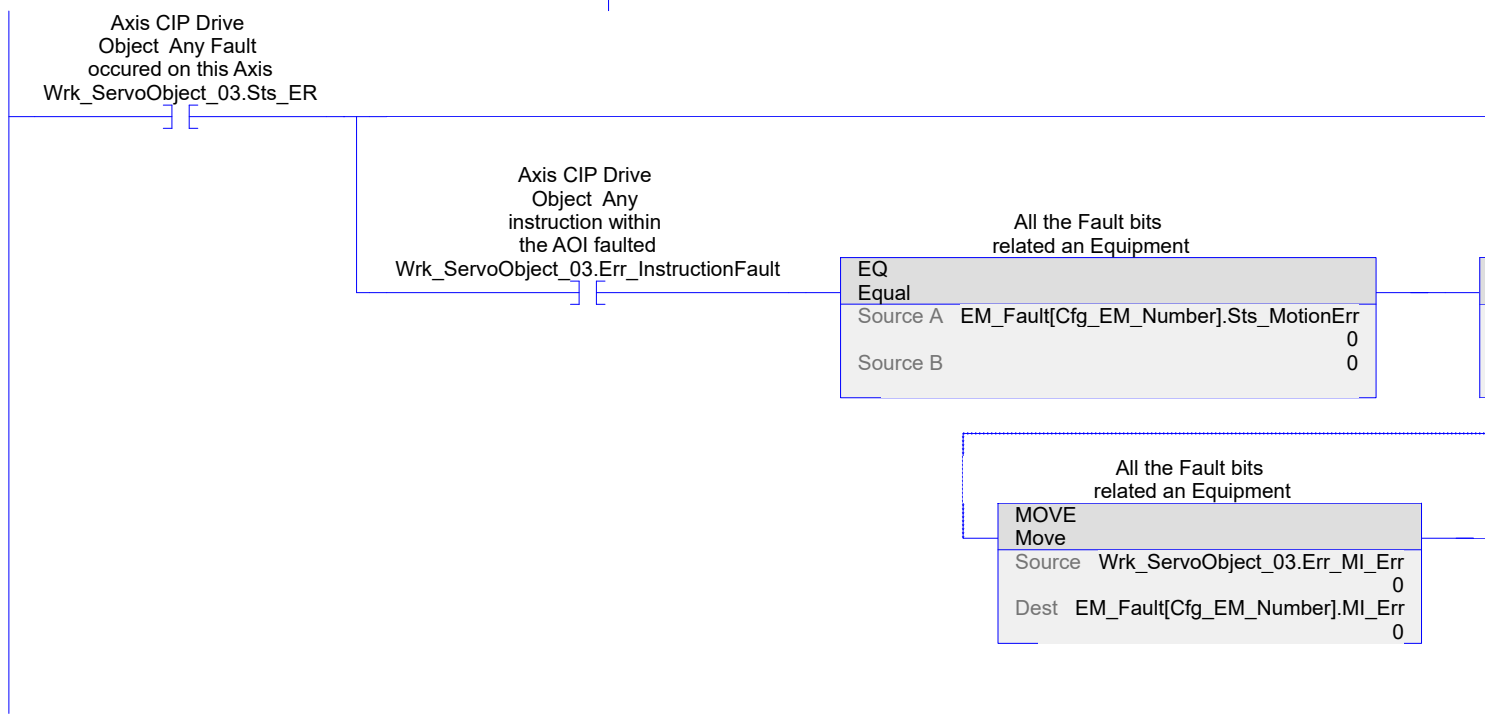 Axis CIP Drive
Object  Any Fault
occured on this Axis
Wrk_ServoObject_03.Sts_ER
Axis CIP Drive
Object  Any
instruction within
the AOI faulted
Wrk_ServoObject_03.Err_InstructionFault
All the Fault bits
related an Equipment
EQ
Equal
Source A EM_Fault[Cfg_EM_Number].Sts_MotionErr
0
Source B 0
All the Fault bits
related an Equipment
MOVE
Move
Source Wrk_ServoObject_03.Err_MI_Err
0
Dest EM_Fault[Cfg_EM_Number].MI_Err
0